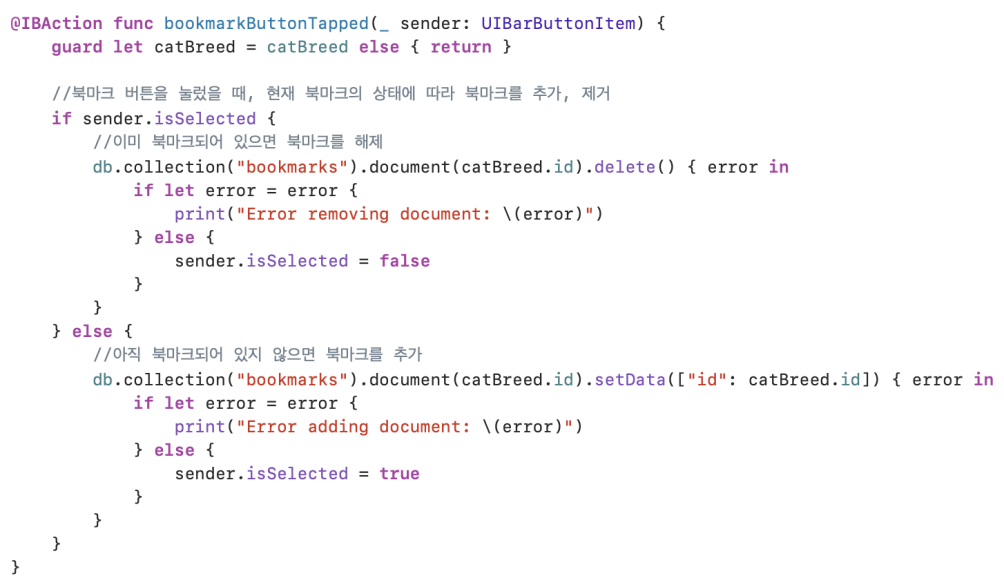 @IBAction func bookmarkButtonTapped(_ sender: UIBarButtonItem) {
    guard let catBreed = catBreed else { return }

    //북마크 버튼을 눌렀을 때, 현재 북마크의 상태에 따라 북마크를 추가, 제거
    if sender.isSelected {
        //이미 북마크되어 있으면 북마크를 해제
        db.collection("bookmarks").document(catBreed.id).delete() { error in
            if let error = error {
                print("Error removing document: \(error)")
            } else {
                sender.isSelected = false
            }
        }
    } else {
        //아직 북마크되어 있지 않으면 북마크를 추가
        db.collection("bookmarks").document(catBreed.id).setData(["id": catBreed.id]) { error in
            if let error = error {
                print("Error adding document: \(error)")
            } else {
                sender.isSelected = true
            }
        }
    }
}